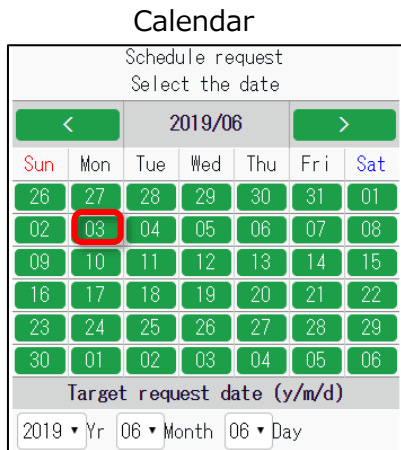 Calendar
Schedule request
Select the date
< 2019/06 >
Sun Mon Tue Wed Thu Fri Sat
26 27 28 29 30 31 01
02 03 04 05 06 07 08
09 10 11 12 13 14 15
16 17 18 19 20 21 22
23 24 25 26 27 28 29
30 01 02 03 04 05 06
Target request date (y/m/d)
2019 ▾ Yr 06 ▾ Month 06 ▾ Day